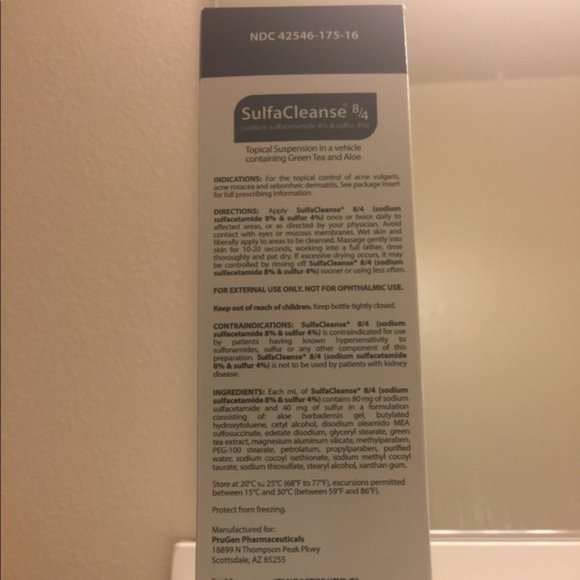 NDC 42546-175-16
SulfaCleanse® 8/4
(sodium sulfacetamide 8% & sulfur 4%)
Topical Suspension in a vehicle
containing Green Tea and Aloe
INDICATIONS: For the topical control of acne vulgaris,
acne rosacea and seborrheic dermatitis. See package insert
for full prescribing information.
DIRECTIONS: Apply SulfaCleanse® 8/4 (sodium
sulfacetamide 8% & sulfur 4%) once or twice daily to
affected areas, or as directed by your physician. Avoid
contact with eyes or mucous membranes. Wet skin and
liberally apply to areas to be cleansed. Massage gently into
skin for 10-20 seconds, working into a full lather, rinse
thoroughly and pat dry. If excessive drying occurs, it may
be controlled by rinsing off SulfaCleanse® 8/4 (sodium
sulfacetamide 8% & sulfur 4%) sooner or using less often.
FOR EXTERNAL USE ONLY. NOT FOR OPHTHALMIC USE.
Keep out of reach of children. Keep bottle tightly closed.
CONTRAINDICATIONS: SulfaCleanse® 8/4 (sodium
sulfacetamide 8% & sulfur 4%) is contraindicated for use
by patients having known hypersensitivity to
sulfonamides, sulfur or any other component of this
preparation. SulfaCleanse® 8/4 (sodium sulfacetamide
8% & sulfur 4%) is not to be used by patients with kidney
disease.
INGREDIENTS: Each mL of SulfaCleanse® 8/4 (sodium
sulfacetamide 8% & sulfur 4%) contains 80 mg of sodium
sulfacetamide and 40 mg of sulfur in a formulation
consisting of: aloe barbadensis gel, butylated
hydroxytoluene, cetyl alcohol, disodium oleamido MEA
sulfosuccinate, edetate disodium, glyceryl stearate, green
tea extract, magnesium aluminum silicate, methylparaben,
PEG-100 stearate, petrolatum, propylparaben, purified
water, sodium cocoyl isethionate, sodium methyl cocoyl
taurate, sodium thiosulfate, stearyl alcohol, xanthan gum.
Store at 20°C to 25°C (68°F to 77°F), excursions permitted
between 15°C and 30°C (between 59°F and 86°F).
Protect from freezing.
Manufactured for:
PruGen Pharmaceuticals
18899 N Thompson Peak Pkwy
Scottsdale, AZ 85255